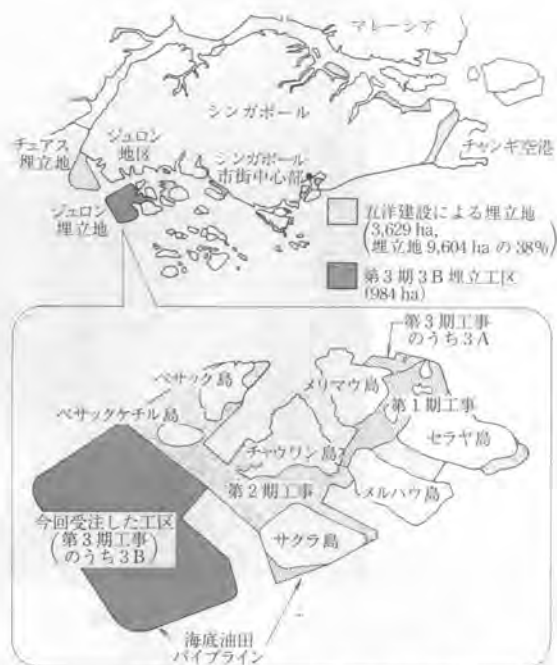 マレーシア
シンガポール
チュアス
埋立地
ジュロン
地区
シンガポール
市街中心部
チャンギ空港
ジュロン
埋立地
五洋建設による埋立地
3,629 ha,
(埋立地 9,604 ha の 38%)
第3期3B 埋立工区
(984 ha)
第3期工事
のうち 3 A
ペサック島
メリマウ島
第1期工事
ペサックケチル島
セラヤ島
チャウワン島
第2期工事
メルバウ島
今回受注した工区
(第3期工事
のうち3B)
サクラ島
海底油田
パイプライン